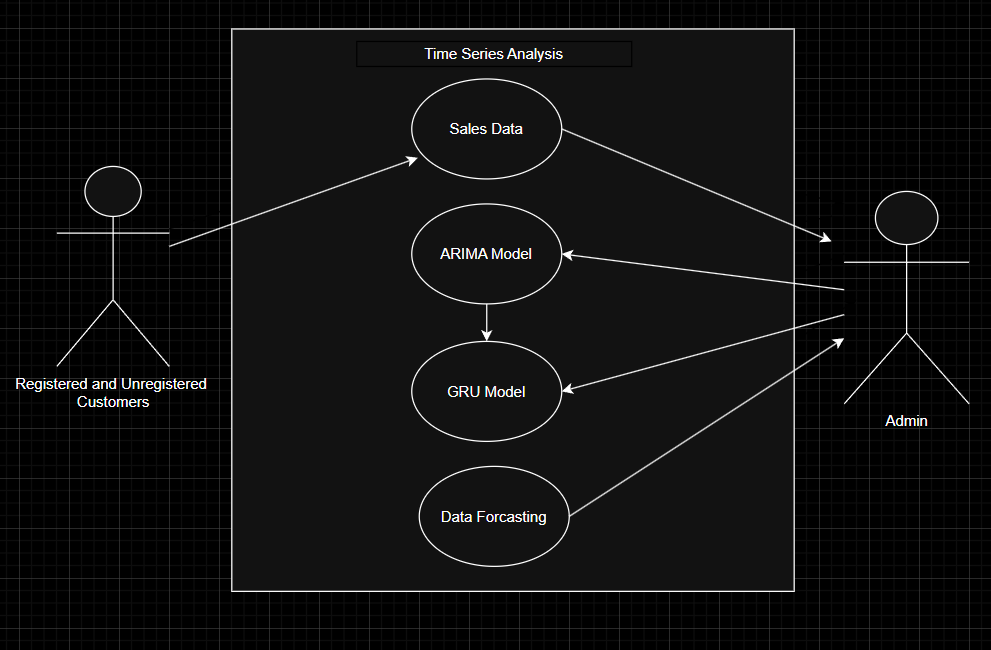 Time Series Analysis
Sales Data
ARIMA Model
GRU Model
Data Forcasting
Registered and Unregistered
Customers
Admin